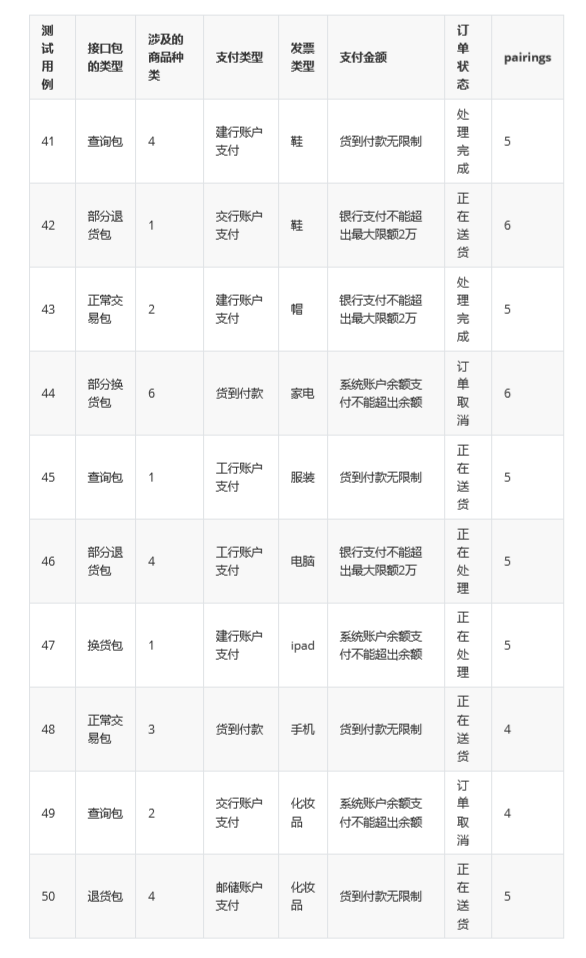 测试用例 接口包的类型 涉及的商品种类 支付类型 发票类型 支付金额 订单状态 pairings
41 查询包 4 建行账户支付 鞋 货到付款无限制 处理完成 5
42 部分退货包 1 交行账户支付 鞋 银行支付不能超出最大限额2万 正在送货 6
43 正常交易包 2 建行账户支付 帽 银行支付不能超出最大限额2万 处理完成 5
44 部分换货包 6 货到付款 家电 系统账户余额支付不能超出余额 订单取消 6
45 查询包 1 工行账户支付 服装 货到付款无限制 正在送货 5
46 部分退货包 4 工行账户支付 电脑 银行支付不能超出最大限额2万 正在处理 5
47 换货包 1 建行账户支付 ipad 系统账户余额支付不能超出余额 正在处理 5
48 正常交易包 3 货到付款 手机 货到付款无限制 正在送货 4
49 查询包 2 交行账户支付 化妆品 系统账户余额支付不能超出余额 订单取消 4
50 退货包 4 邮储账户支付 化妆品 货到付款无限制 正在送货 5